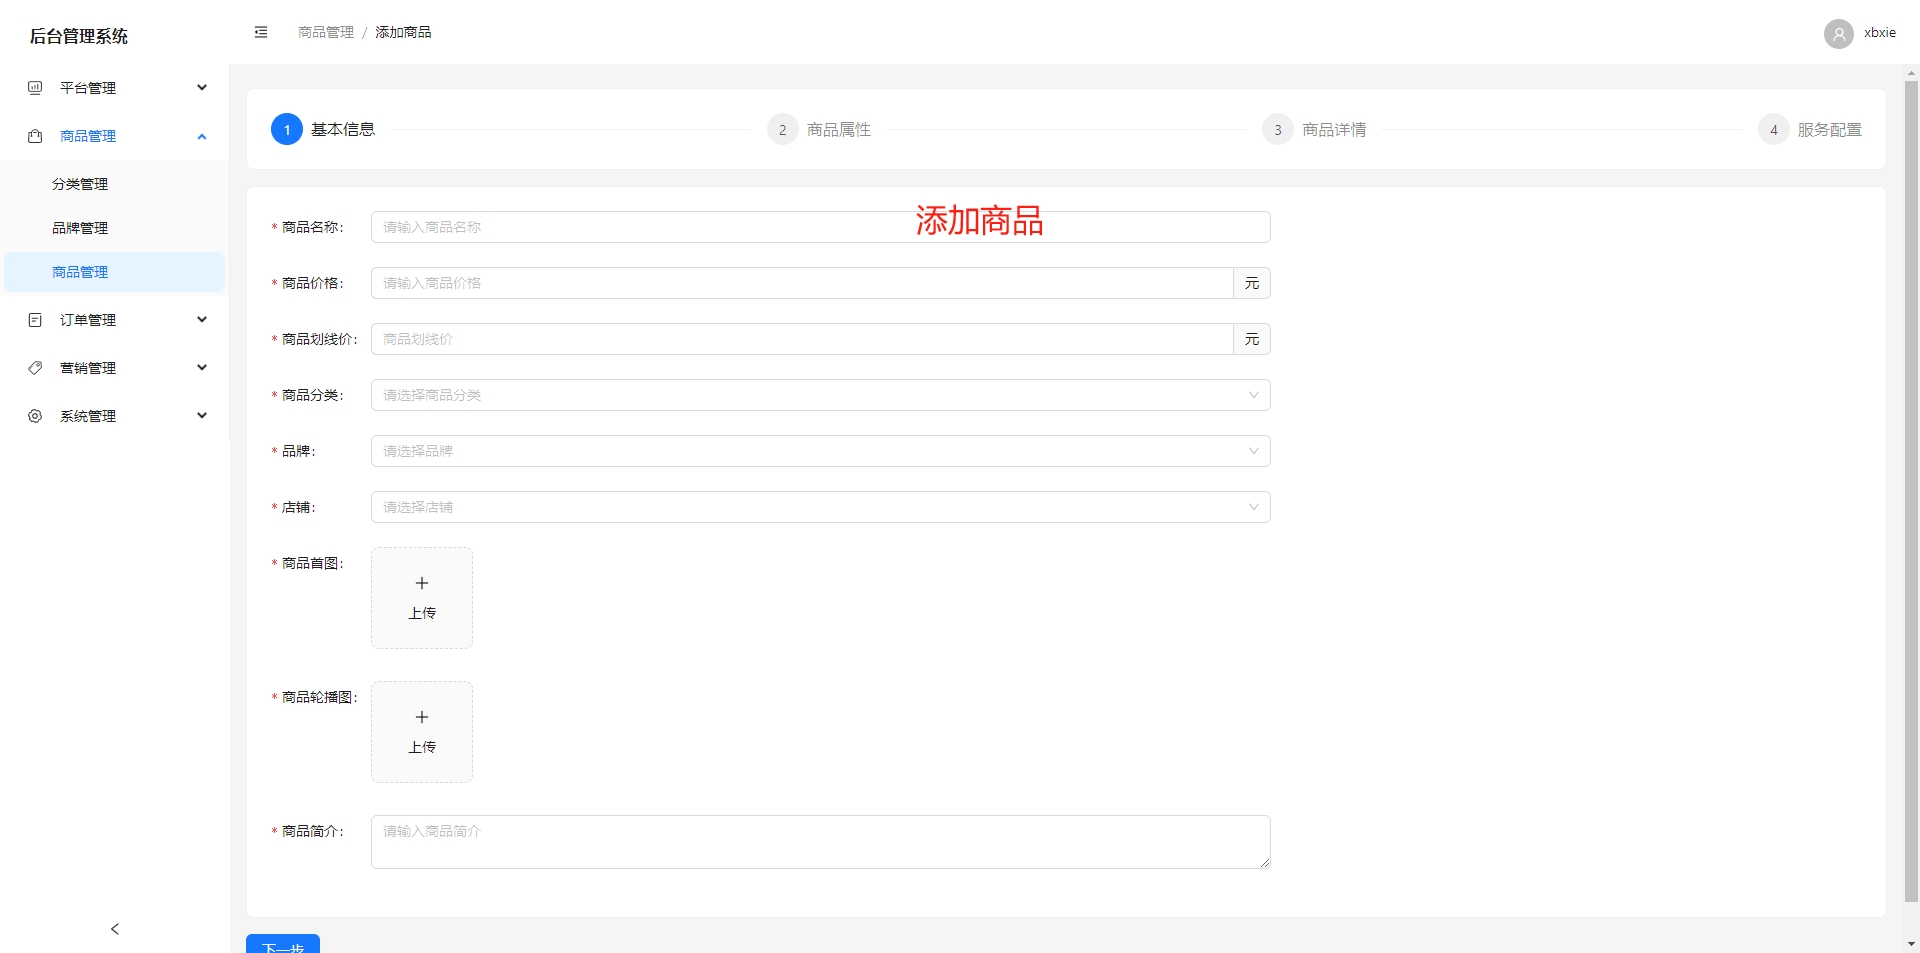 后台管理系统
商品管理 / 添加商品
xbxie
平台管理
商品管理
分类管理
品牌管理
商品管理
订单管理
营销管理
系统管理
1 基本信息
2 商品属性
3 商品详情
4 服务配置
添加商品
* 商品名称: 请输入商品名称
* 商品价格: 请输入商品价格 元
* 商品划线价: 商品划线价 元
* 商品分类: 请选择商品分类
* 品牌: 请选择品牌
* 店铺: 请选择店铺
* 商品首图:
+
上传
* 商品轮播图:
+
上传
* 商品简介: 请输入商品简介
下一步